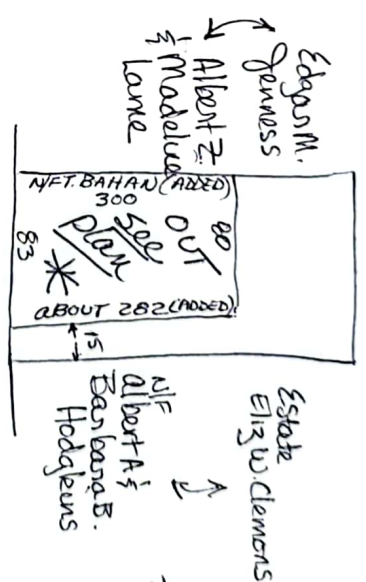 Edgar M.
Jenness
Albert Z.
& Madeline
Lame
N/F T. BAHAN (ADDED)
300
80
OUT
See
plan
*
83
ABOUT 282 (ADDED)
15
Estate
Eliz W. Clemons
N/F
Albert A &
Barbara B.
Hodgkins